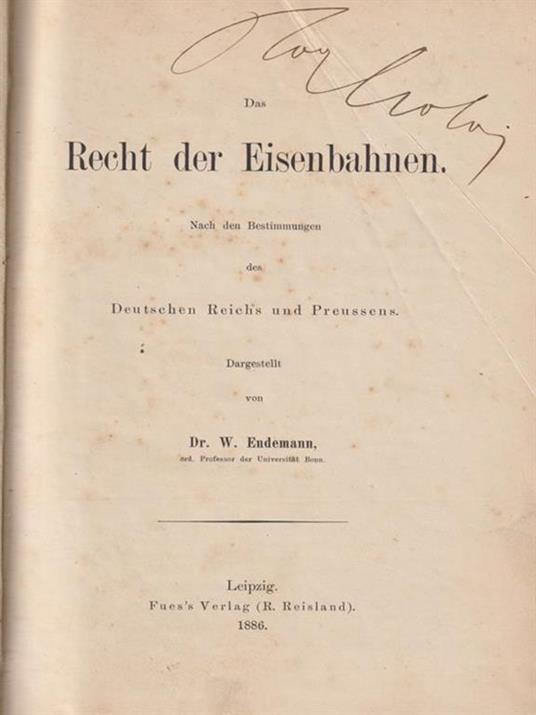 Das
Recht der Eisenbahnen.
Nach den Bestimmungen
des
Deutschen Reichs und Preussens.
Dargestellt
von
Dr. W. Endemann,
ord. Professor der Universität Bonn.
Leipzig.
Fues's Verlag (R. Reisland).
1886.